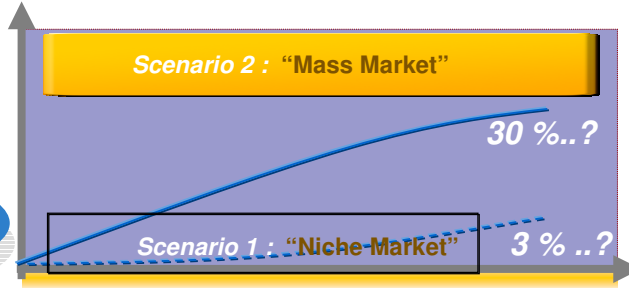 Scenario 2 : “Mass Market”
30 %..?
Scenario 1 : “Niche Market”
3 % ..?